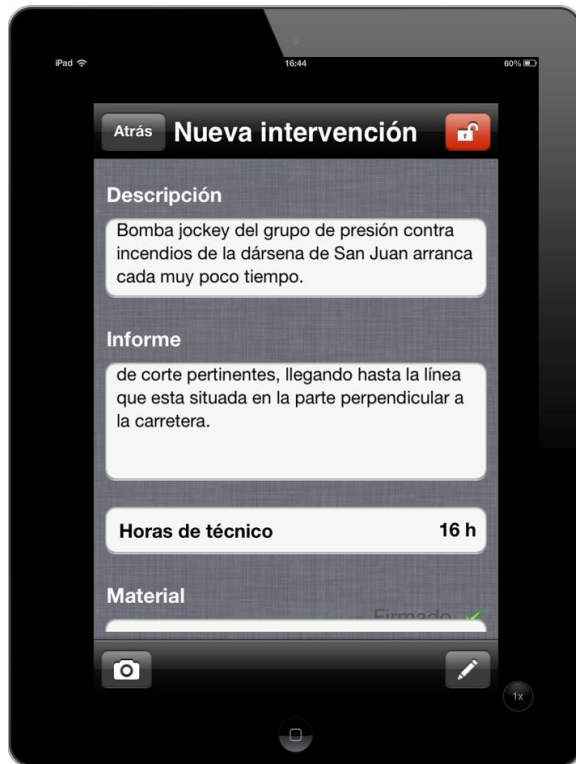 iPad
16:44
60%
Atrás
Nueva intervención
Descripción
Bomba jockey del grupo de presión contra
incendios de la dársena de San Juan arranca
cada muy poco tiempo.
Informe
de corte pertinentes, llegando hasta la línea
que esta situada en la parte perpendicular a
la carretera.
Horas de técnico 16 h
Material
Firmado
1x